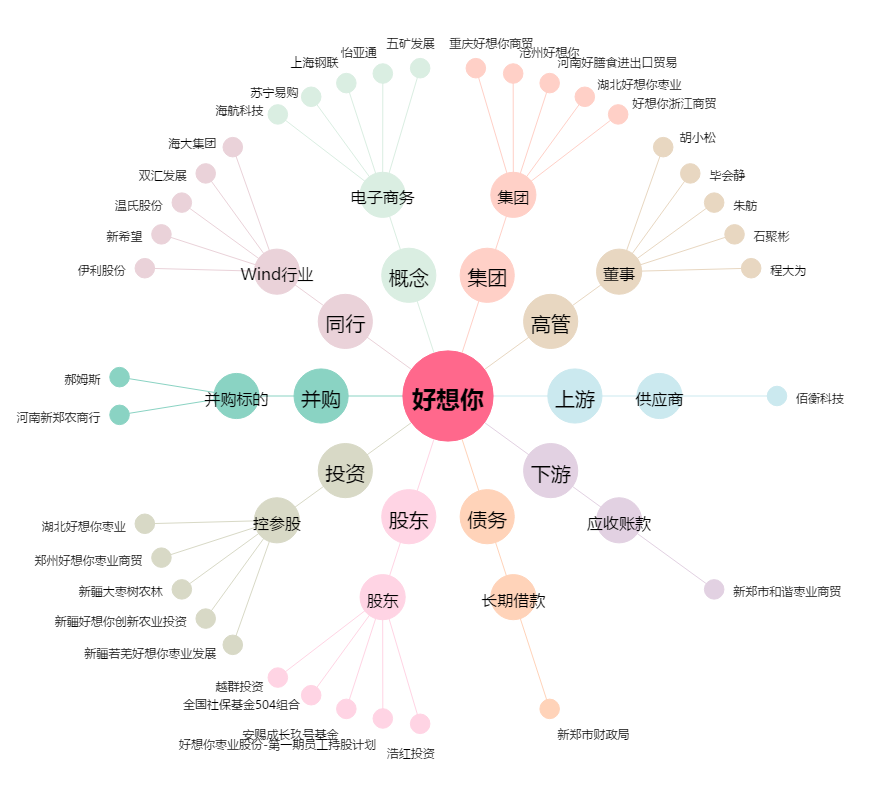 五矿发展
重庆好想你商贸
怡亚通
沧州好想你
上海钢联
河南好膳食进出口贸易
苏宁易购
湖北好想你枣业
海航科技
好想你浙江商贸
海大集团
胡小松
双汇发展
毕会静
温氏股份
朱舫
电子商务
集团
新希望
石聚彬
伊利股份
Wind行业
概念
集团
董事
程大为
同行
高管
郝姆斯
并购标的
并购
好想你
上游
供应商
佰衡科技
河南新郑农商行
投资
下游
湖北好想你枣业
控参股
股东
债务
应收账款
郑州好想你枣业商贸
新疆大枣树农林
新郑市和谐枣业商贸
股东
长期借款
新疆好想你创新农业投资
新疆若羌好想你枣业发展
越群投资
全国社保基金504组合
安赐成长玖号基金
新郑市财政局
好想你枣业股份-第一期员工持股计划
浩红投资